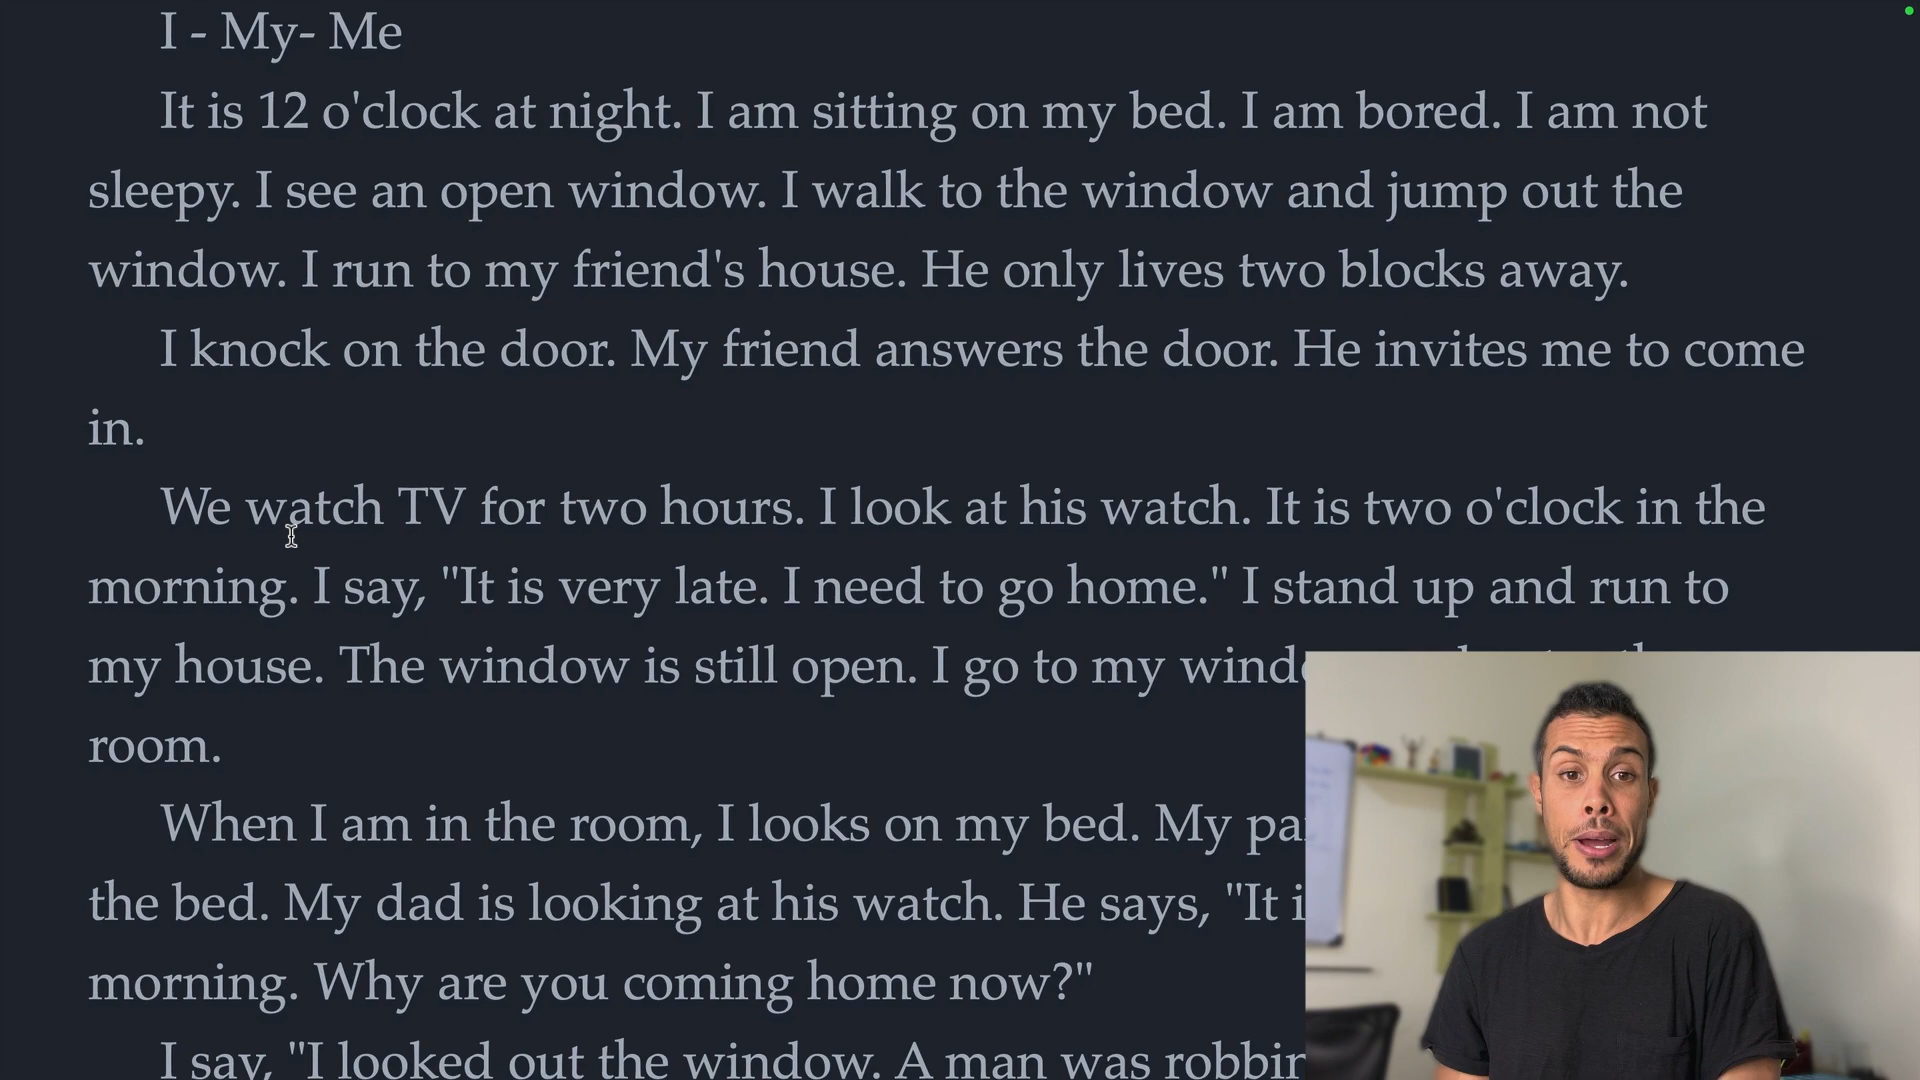 I - My- Me
It is 12 o'clock at night. I am sitting on my bed. I am bored. I am not
sleepy. I see an open window. I walk to the window and jump out the
window. I run to my friend's house. He only lives two blocks away.
I knock on the door. My friend answers the door. He invites me to come
in.
We watch TV for two hours. I look at his watch. It is two o'clock in the
morning. I say, "It is very late. I need to go home." I stand up and run to
my house. The window is still open. I go to my
room.
When I am in the room, I looks on my bed. My
the bed. My dad is looking at his watch. He says, "It
morning. Why are you coming home now?"
I say, "I looked out the window. A man was